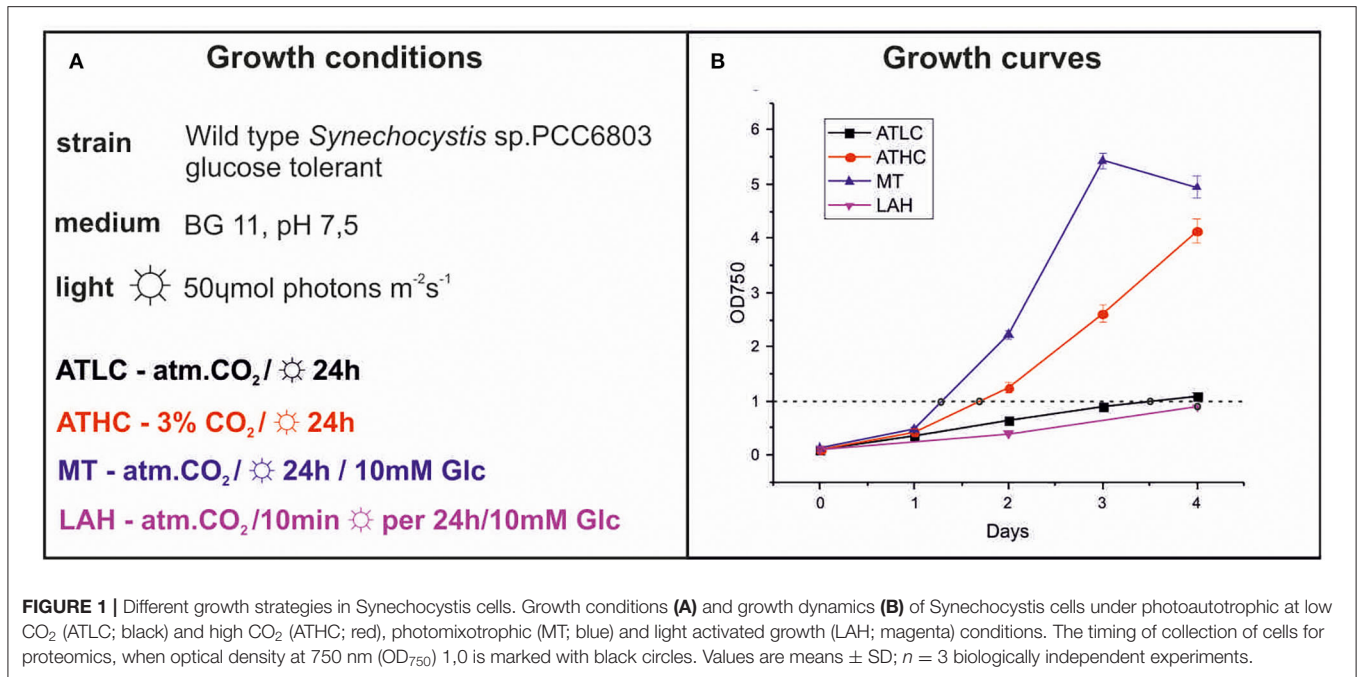 A Growth conditions
strain Wild type Synechocystis sp.PCC6803
glucose tolerant
medium BG 11, pH 7,5
light 50ųmol photons m⁻²s⁻¹
ATLC - atm.CO₂/ 24h
ATHC - 3% CO₂/ 24h
MT - atm.CO₂/ 24h / 10mM Glc
LAH - atm.CO₂/10min per 24h/10mM Glc
B Growth curves
ATLC
ATHC
MT
LAH
6
5
4
3
2
1
0
OD750
0 1 2 3 4
Days
FIGURE 1 | Different growth strategies in Synechocystis cells. Growth conditions (A) and growth dynamics (B) of Synechocystis cells under photoautotrophic at low
CO₂ (ATLC; black) and high CO₂ (ATHC; red), photomixotrophic (MT; blue) and light activated growth (LAH; magenta) conditions. The timing of collection of cells for
proteomics, when optical density at 750 nm (OD₇₅₀) 1,0 is marked with black circles. Values are means ± SD; n = 3 biologically independent experiments.